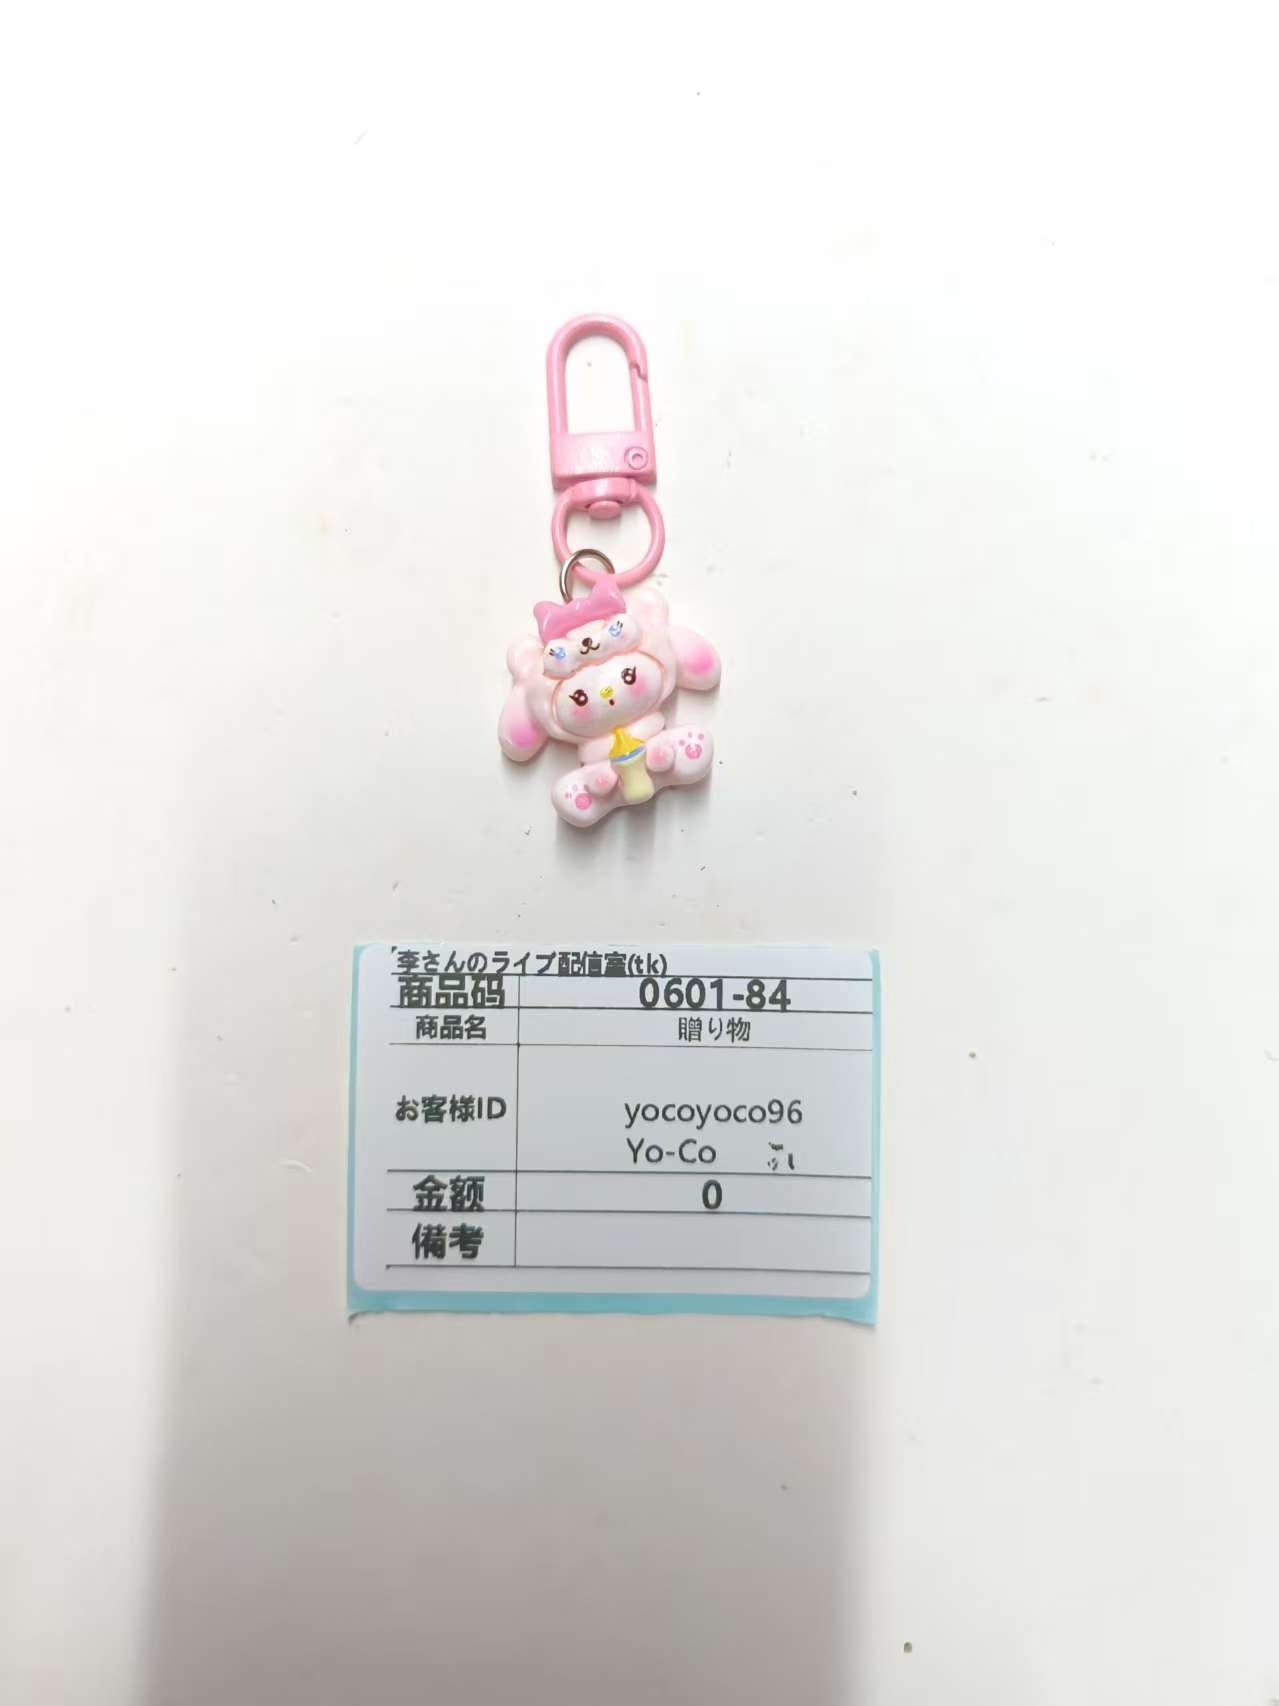 李さんのライブ配信室(tk)
商品码 0601-84
商品名 贈り物
お客様ID yocoyoco96
Yo-Co
金额 0
備考